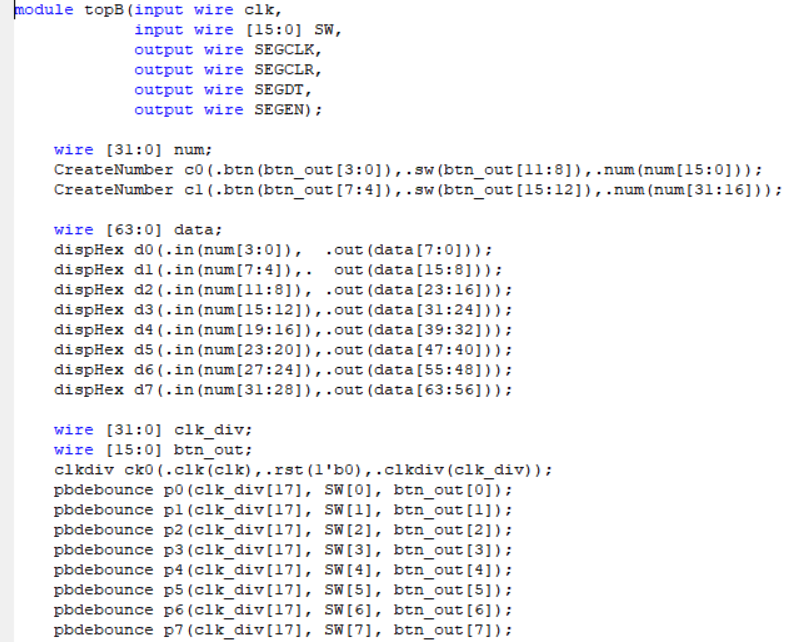 module topB(input wire clk,
            input wire [15:0] SW,
            output wire SEGCLK,
            output wire SEGCLR,
            output wire SEGDT,
            output wire SEGEN);
    wire [31:0] num;
    CreateNumber c0(.btn(btn_out[3:0]),.sw(btn_out[11:8]),.num(num[15:0]));
    CreateNumber c1(.btn(btn_out[7:4]),.sw(btn_out[15:12]),.num(num[31:16]));
    wire [63:0] data;
    dispHex d0(.in(num[3:0]),  .out(data[7:0]));
    dispHex d1(.in(num[7:4]),.  out(data[15:8]));
    dispHex d2(.in(num[11:8]), .out(data[23:16]));
    dispHex d3(.in(num[15:12]),.out(data[31:24]));
    dispHex d4(.in(num[19:16]),.out(data[39:32]));
    dispHex d5(.in(num[23:20]),.out(data[47:40]));
    dispHex d6(.in(num[27:24]),.out(data[55:48]));
    dispHex d7(.in(num[31:28]),.out(data[63:56]));
    wire [31:0] clk_div;
    wire [15:0] btn_out;
    clkdiv ck0(.clk(clk),.rst(1'b0),.clkdiv(clk_div));
    pbdebounce p0(clk_div[17], SW[0], btn_out[0]);
    pbdebounce p1(clk_div[17], SW[1], btn_out[1]);
    pbdebounce p2(clk_div[17], SW[2], btn_out[2]);
    pbdebounce p3(clk_div[17], SW[3], btn_out[3]);
    pbdebounce p4(clk_div[17], SW[4], btn_out[4]);
    pbdebounce p5(clk_div[17], SW[5], btn_out[5]);
    pbdebounce p6(clk_div[17], SW[6], btn_out[6]);
    pbdebounce p7(clk_div[17], SW[7], btn_out[7]);